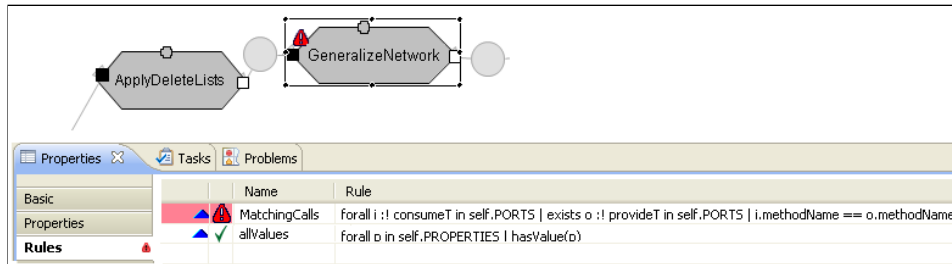 GeneralizeNetwork
ApplyDeleteLists
Properties Tasks Problems
Name Rule
Basic
MatchingCalls forall i :! consumeT in self.PORTS | exists o :! provideT in self.PORTS | i.methodName == o.methodName
Properties
allValues forall p in self.PROPERTIES | hasValue(p)
Rules